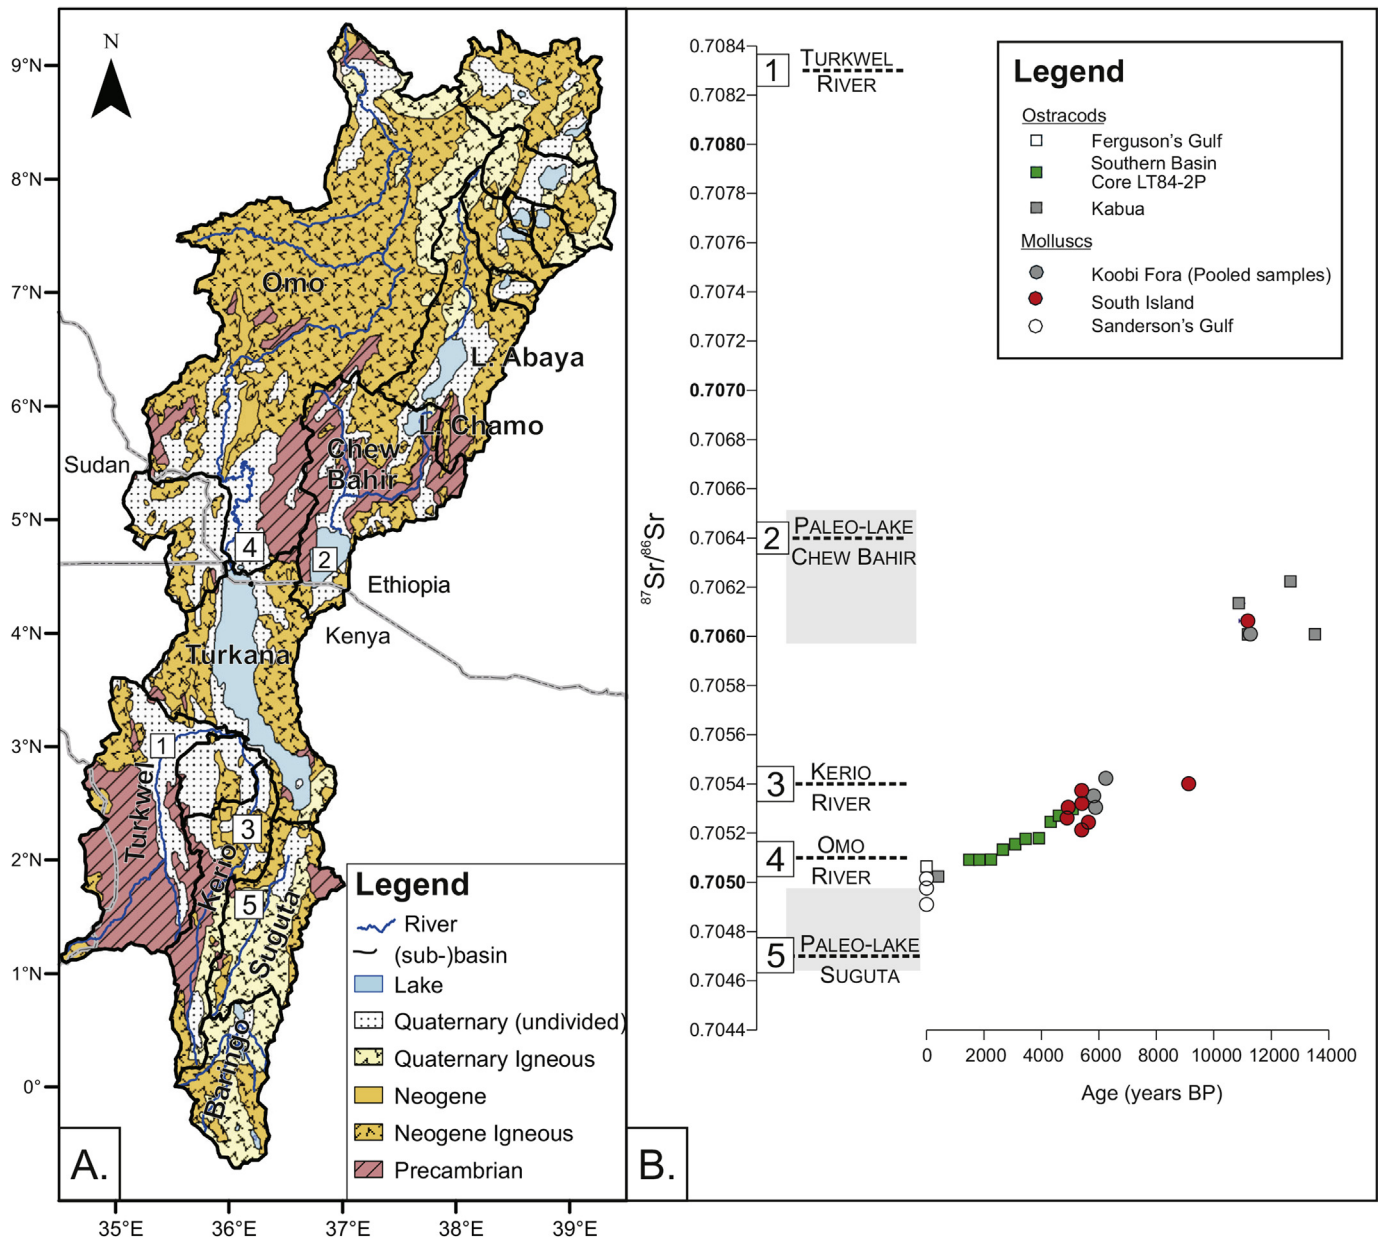 N
9°N
8°N
7°N
6°N
5°N
4°N
3°N
2°N
1°N
0°
35°E
36°E
37°E
38°E
39°E
Omo
L. Abaya
L. Chamo
Chew
Bahir
Sudan
4
2
Ethiopia
Kenya
Turkana
1
Turkwel
3
Kerio
5
Suguta
Baringo
Legend
River
(sub-)basin
Lake
Quaternary (undivided)
Quaternary Igneous
Neogene
Neogene Igneous
Precambrian
A.
87Sr/86Sr
0.7084
0.7082
0.7080
0.7078
0.7076
0.7074
0.7072
0.7070
0.7068
0.7066
0.7064
0.7062
0.7060
0.7058
0.7056
0.7054
0.7052
0.7050
0.7048
0.7046
0.7044
1 TURKWEL
RIVER
2 PALEO-LAKE
CHEW BAHIR
3 KERIO
RIVER
4 OMO
RIVER
5 PALEO-LAKE
SUGUTA
Legend
Ostracods
Ferguson's Gulf
Southern Basin
Core LT84-2P
Kabua
Molluscs
Koobi Fora (Pooled samples)
South Island
Sanderson's Gulf
0 2000 4000 6000 8000 10000 12000 14000
Age (years BP)
B.